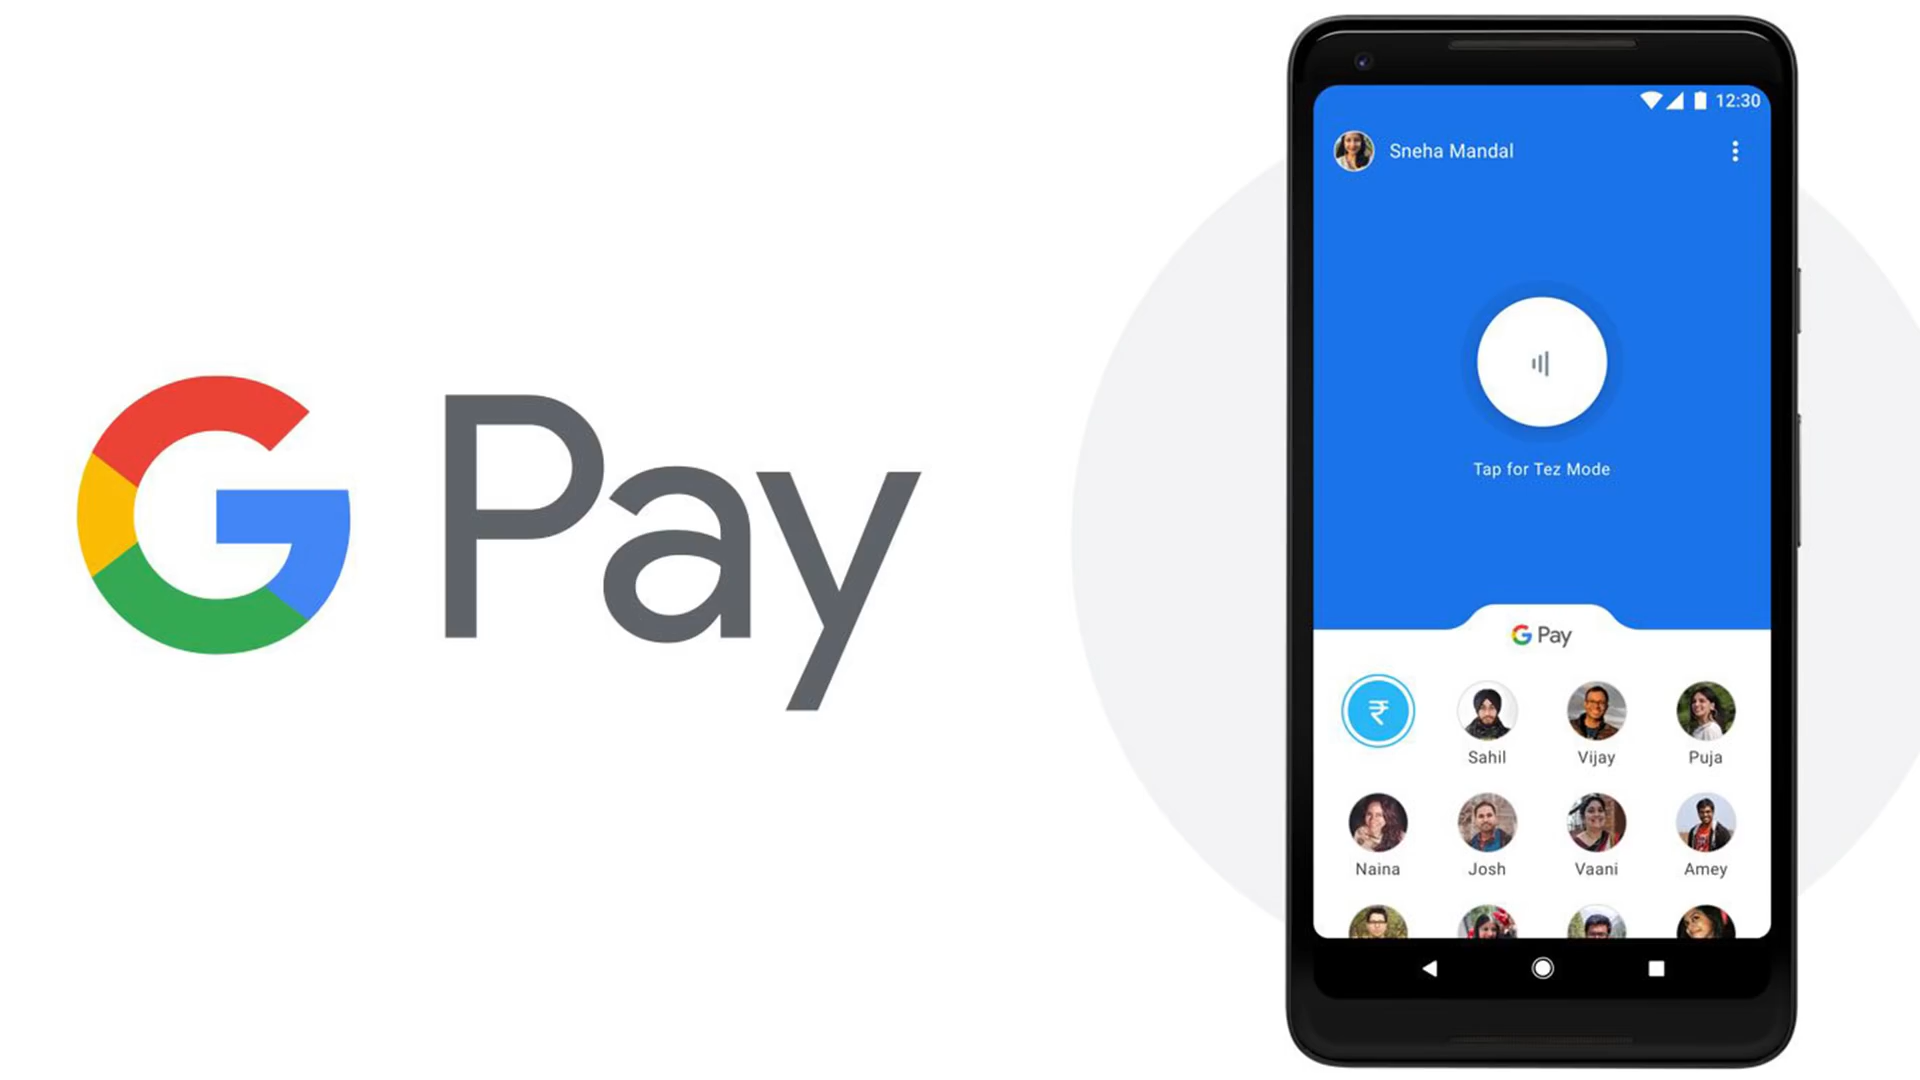 G Pay
12:30
Sneha Mandal
Tap for Tez Mode
G Pay
₹
Sahil Vijay Puja
Naina Josh Vaani Amey